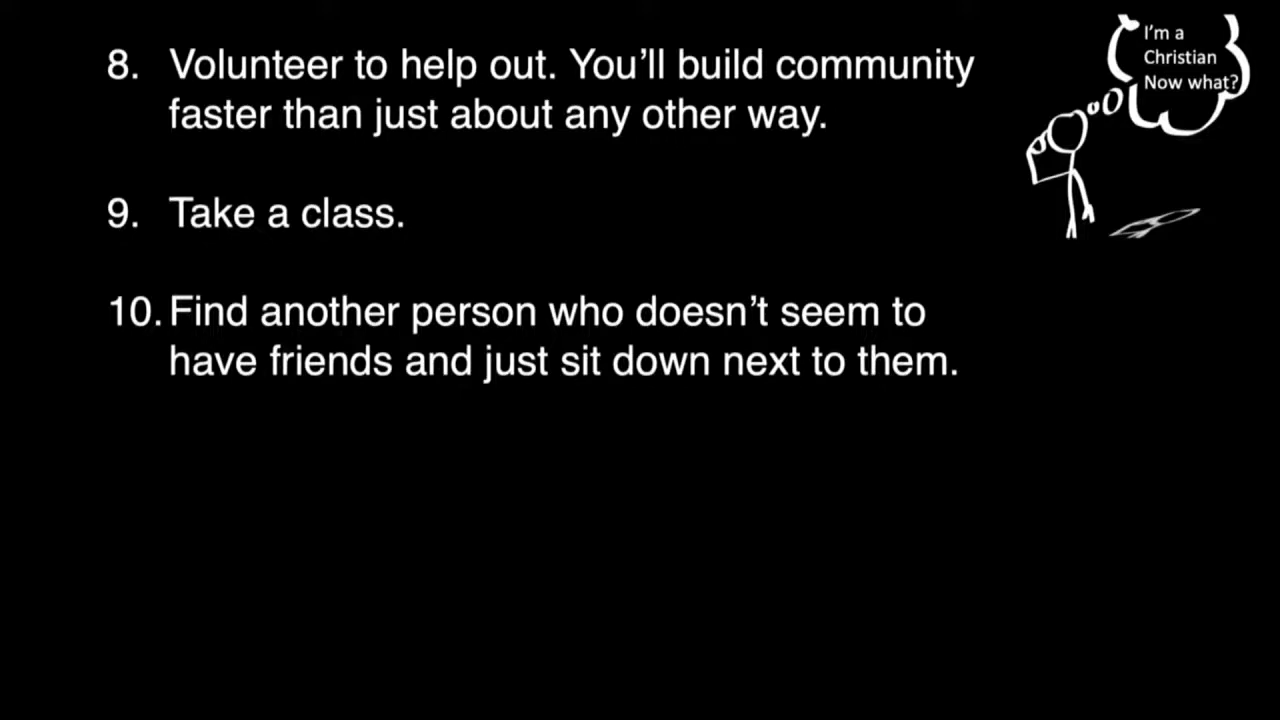 8. Volunteer to help out. You'll build community
faster than just about any other way.
9. Take a class.
10. Find another person who doesn't seem to
have friends and just sit down next to them.
I'm a
Christian
Now what?